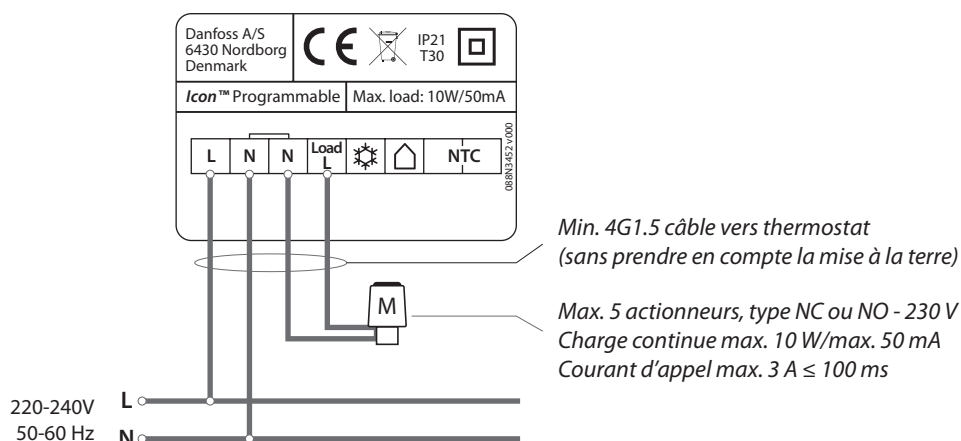 Danfoss A/S
6430 Nordborg
Denmark
CE
IP21
T30
Icon™ Programmable
Max. load: 10W/50mA
L N N Load L NTC
088N3452 v000
Min. 4G1.5 câble vers thermostat
(sans prendre en compte la mise à la terre)
M
Max. 5 actionneurs, type NC ou NO - 230 V
Charge continue max. 10 W/max. 50 mA
Courant d’appel max. 3 A ≤ 100 ms
220-240V L
50-60 Hz N